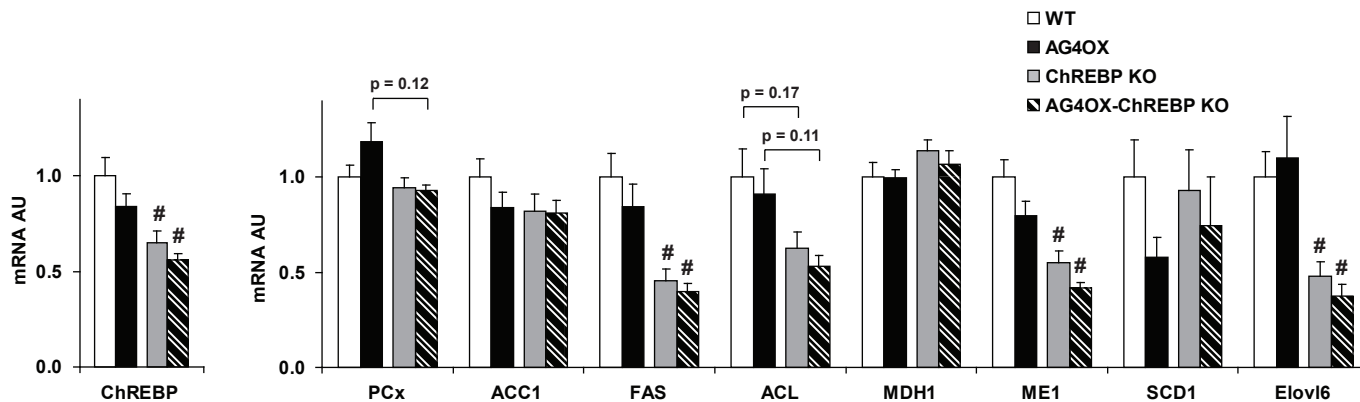 WT
AG4OX
ChREBP KO
AG4OX-ChREBP KO
mRNA AU
1.0
0.5
0.0
#
#
ChREBP
mRNA AU
1.0
0.5
0.0
p = 0.12
p = 0.17
p = 0.11
#
#
#
#
#
#
PCx
ACC1
FAS
ACL
MDH1
ME1
SCD1
Elovl6